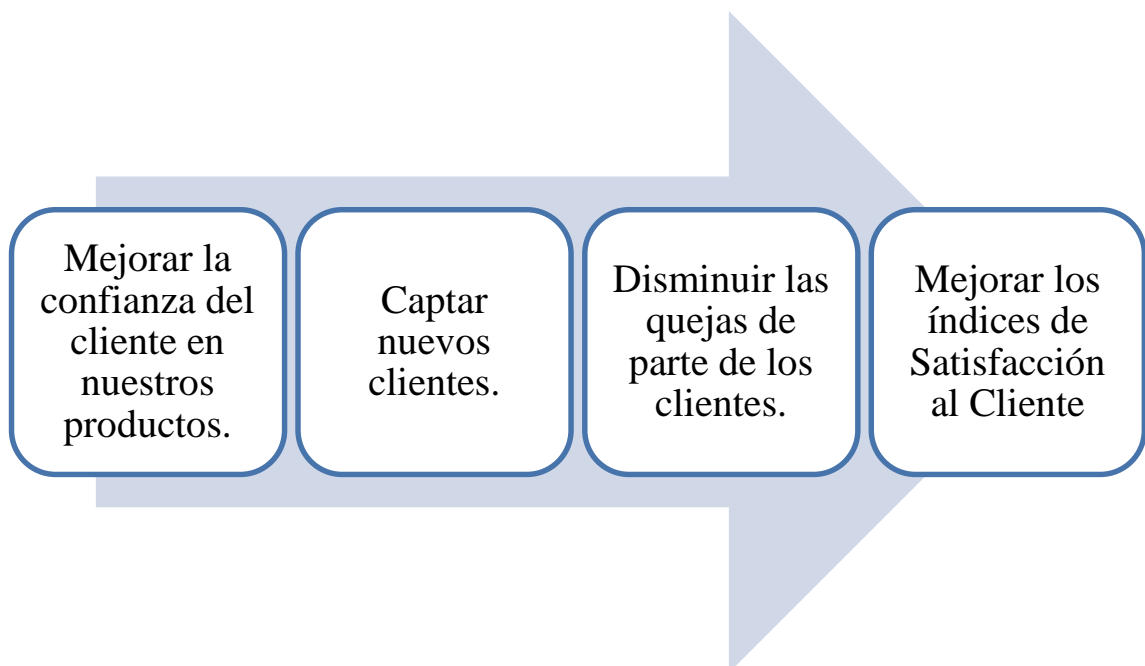 Mejorar la
confianza del
cliente en
nuestros
productos.
Captar
nuevos
clientes.
Disminuir las
quejas de
parte de los
clientes.
Mejorar los
índices de
Satisfacción
al Cliente